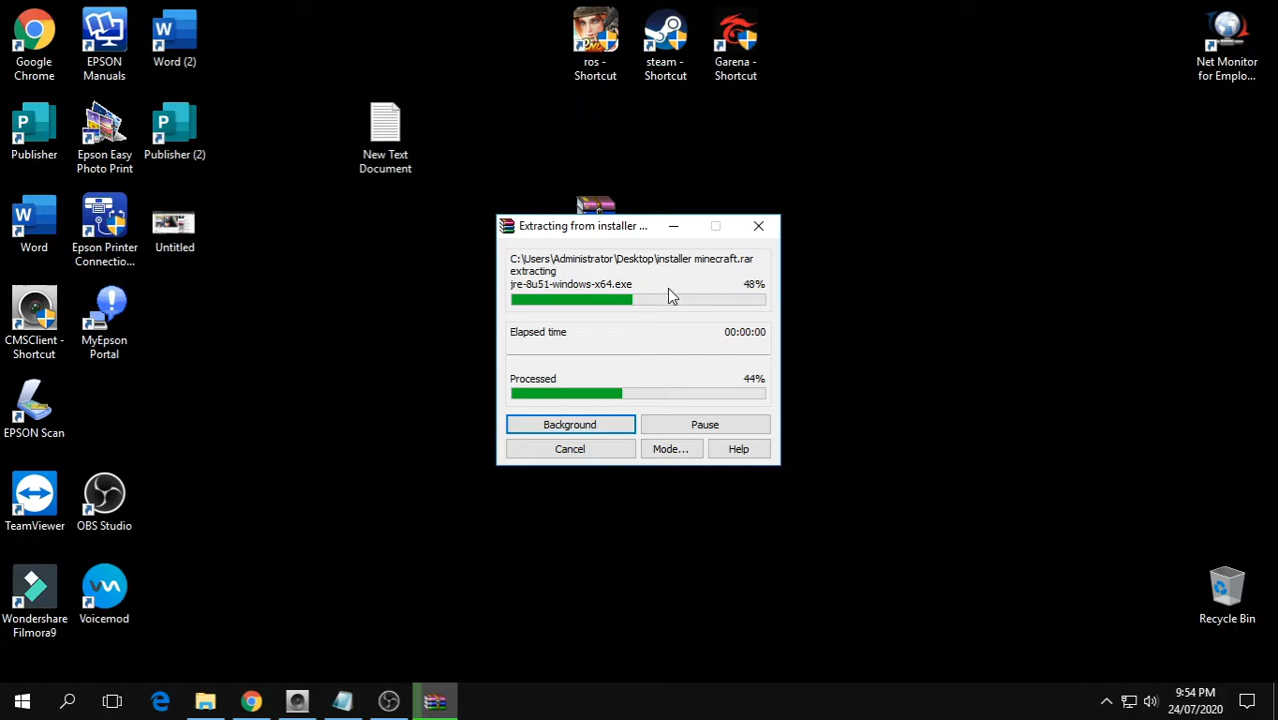 Google
Chrome
EPSON
Manuals
Word (2)
ros -
Shortcut
steam -
Shortcut
Garena -
Shortcut
Net Monitor
for Emplo...
Publisher
Epson Easy
Photo Print
Publisher (2)
New Text
Document
Word
Epson Printer
Connectio...
Untitled
CMSClient -
Shortcut
MyEpson
Portal
EPSON Scan
TeamViewer
OBS Studio
Wondershare
Filmora9
Voicemod
Recycle Bin
Extracting from installer ...
C:\Users\Administrator\Desktop\installer minecraft.rar
extracting
jre-8u51-windows-x64.exe 48%
Elapsed time 00:00:00
Processed 44%
Background Pause
Cancel Mode... Help
9:54 PM
24/07/2020